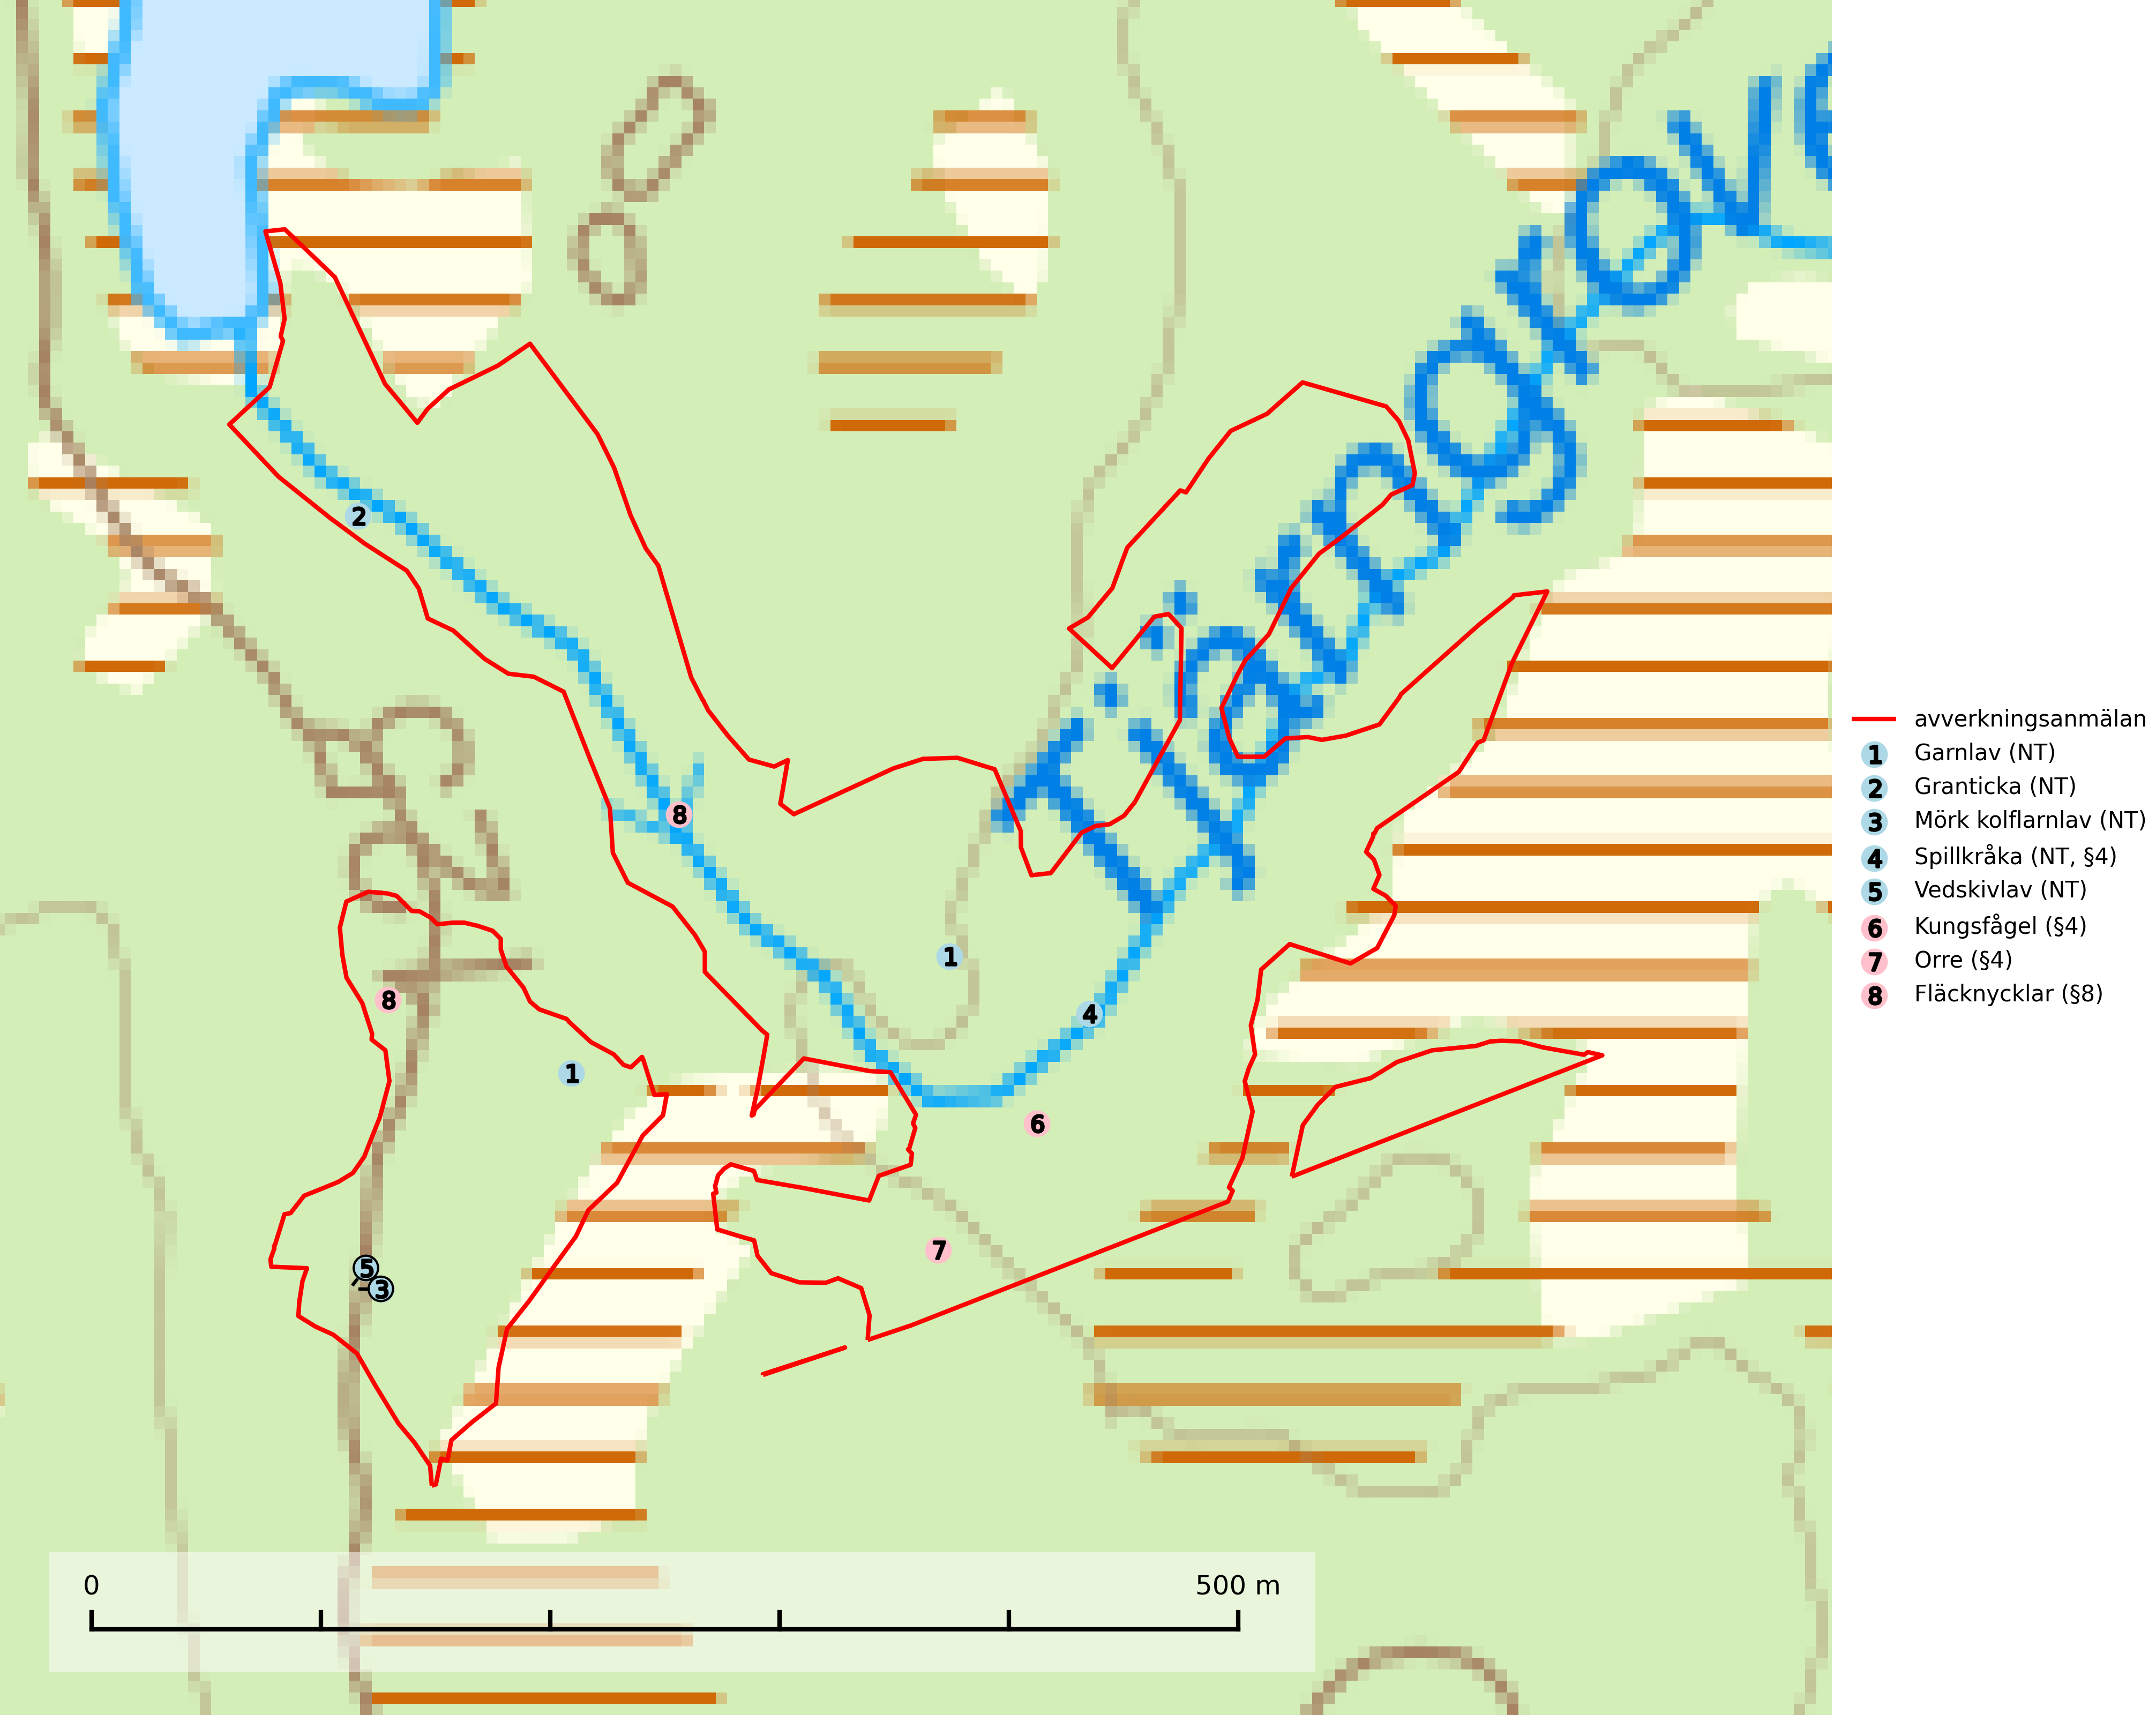 2
8
1
4
8
1
6
7
5
3
avverkningsanmälan
1 Garnlav (NT)
2 Granticka (NT)
3 Mörk kolflarnlav (NT)
4 Spillkråka (NT, §4)
5 Vedskivlav (NT)
6 Kungsfågel (§4)
7 Orre (§4)
8 Fläcknycklar (§8)
0 500 m